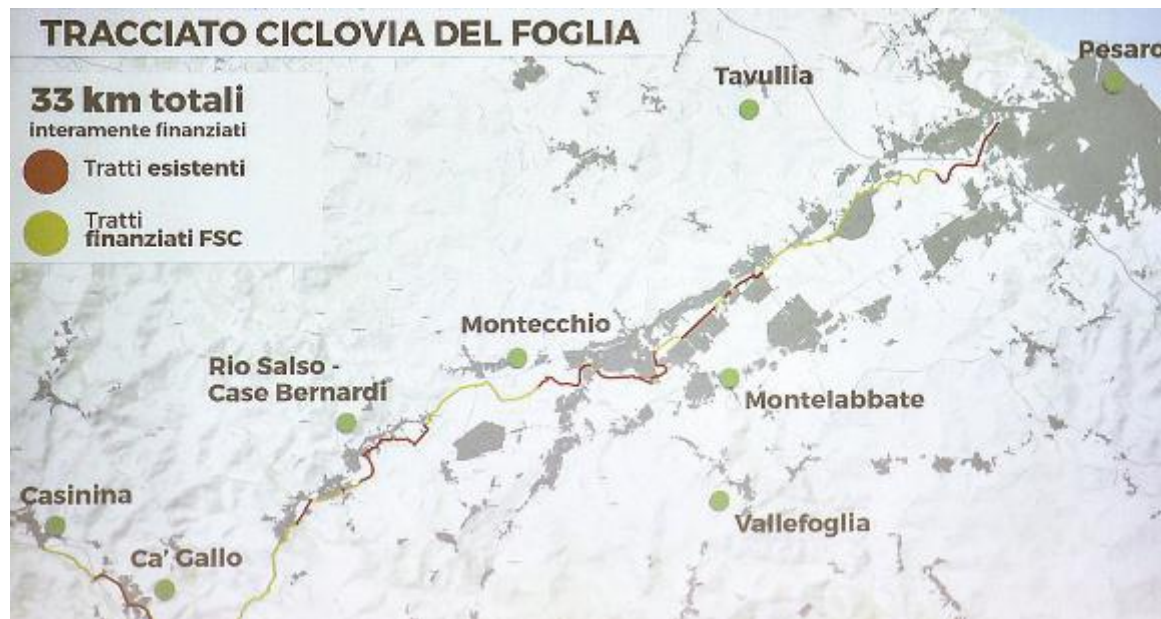 TRACCIATO CICLOVIA DEL FOGLIA
33 km totali
interamente finanziati
Tratti esistenti
Tratti
finanziati FSC
Pesaro
Tavullia
Montecchio
Rio Salso -
Case Bernardi
Montelabbate
Casinina
Vallefoglia
Ca' Gallo